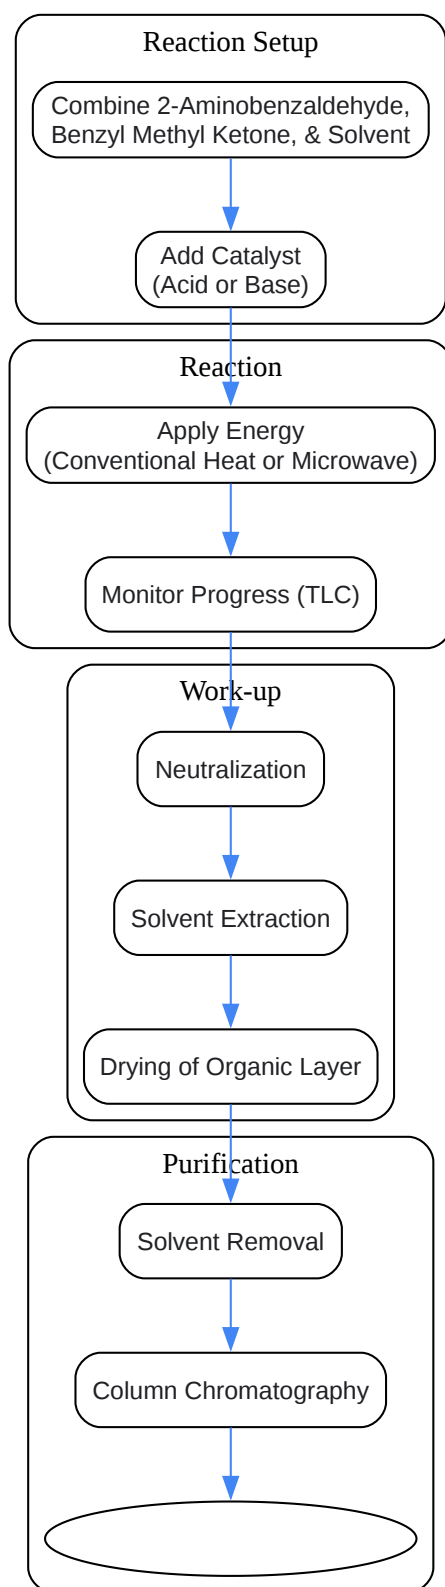 Reaction Setup
Combine 2-Aminobenzaldehyde,
Benzyl Methyl Ketone, & Solvent
Add Catalyst
(Acid or Base)
Reaction
Apply Energy
(Conventional Heat or Microwave)
Monitor Progress (TLC)
Work-up
Neutralization
Solvent Extraction
Drying of Organic Layer
Purification
Solvent Removal
Column Chromatography